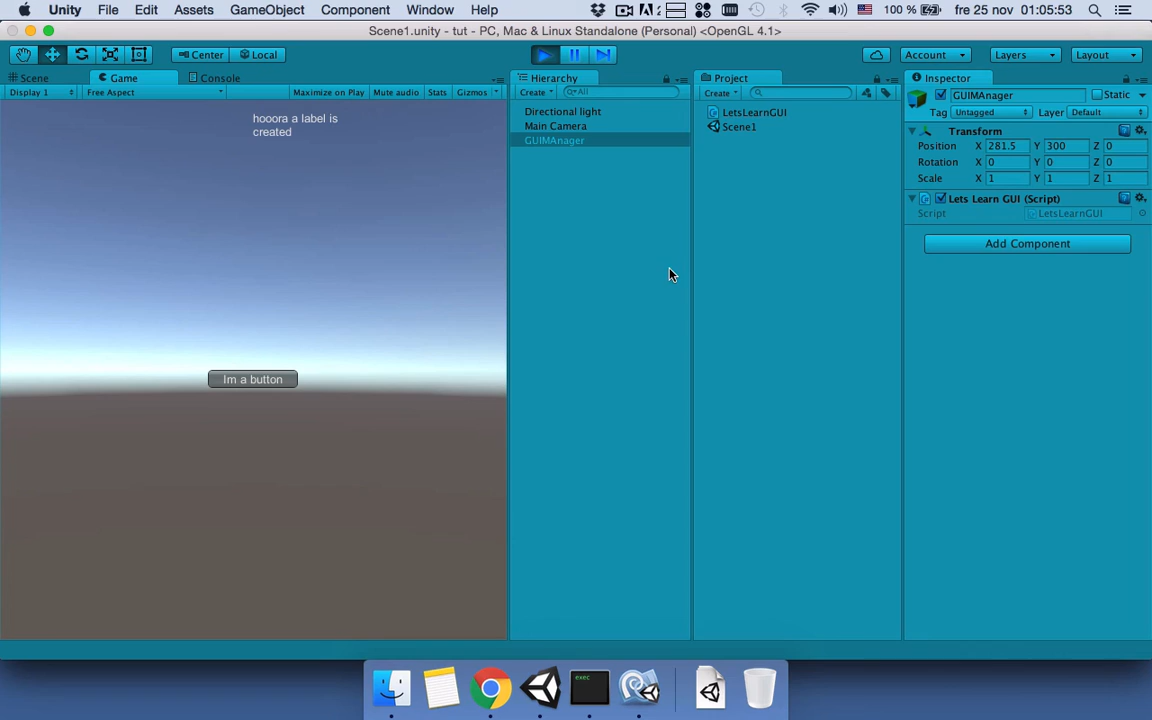 Unity File Edit Assets GameObject Component Window Help 100 % fre 25 nov 01:05:53
Scene1.unity - tut - PC, Mac & Linux Standalone (Personal) <OpenGL 4.1>
Center Local Account Layers Layout
Scene Game Console Hierarchy Project Inspector
Display 1 Free Aspect Maximize on Play Mute audio Stats Gizmos Create All Create GUIMAnager Static
Tag Untagged Layer Default
hooora a label is
created
Directional light
Main Camera
GUIMAnager
LetsLearnGUI
Scene1
Transform
Position X 281.5 Y 300 Z 0
Rotation X 0 Y 0 Z 0
Scale X 1 Y 1 Z 1
Lets Learn GUI (Script)
Script LetsLearnGUI
Add Component
Im a button
exec